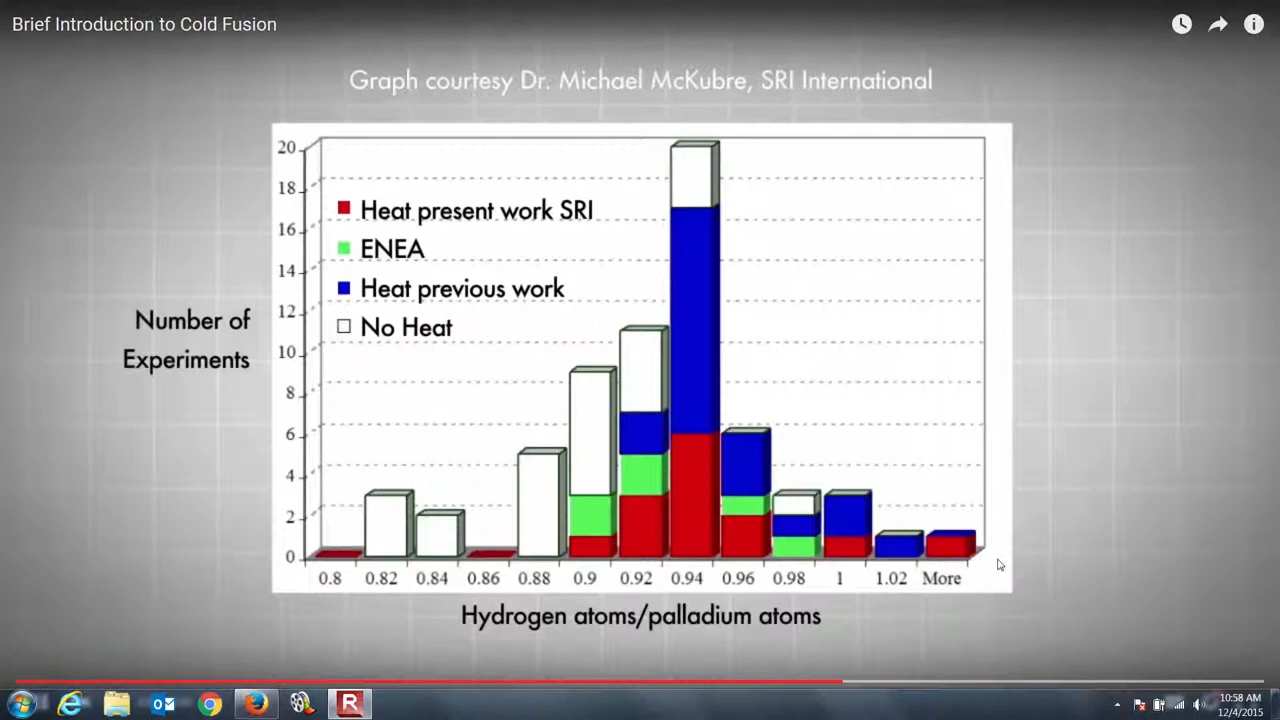 Brief Introduction to Cold Fusion
Graph courtesy Dr. Michael McKubre, SRI International
20
18
16
14
12
10
8
6
4
2
0
Heat present work SRI
ENEA
Heat previous work
No Heat
Number of
Experiments
0.8 0.82 0.84 0.86 0.88 0.9 0.92 0.94 0.96 0.98 1 1.02 More
Hydrogen atoms/palladium atoms
R
10:58 AM
12/4/2015